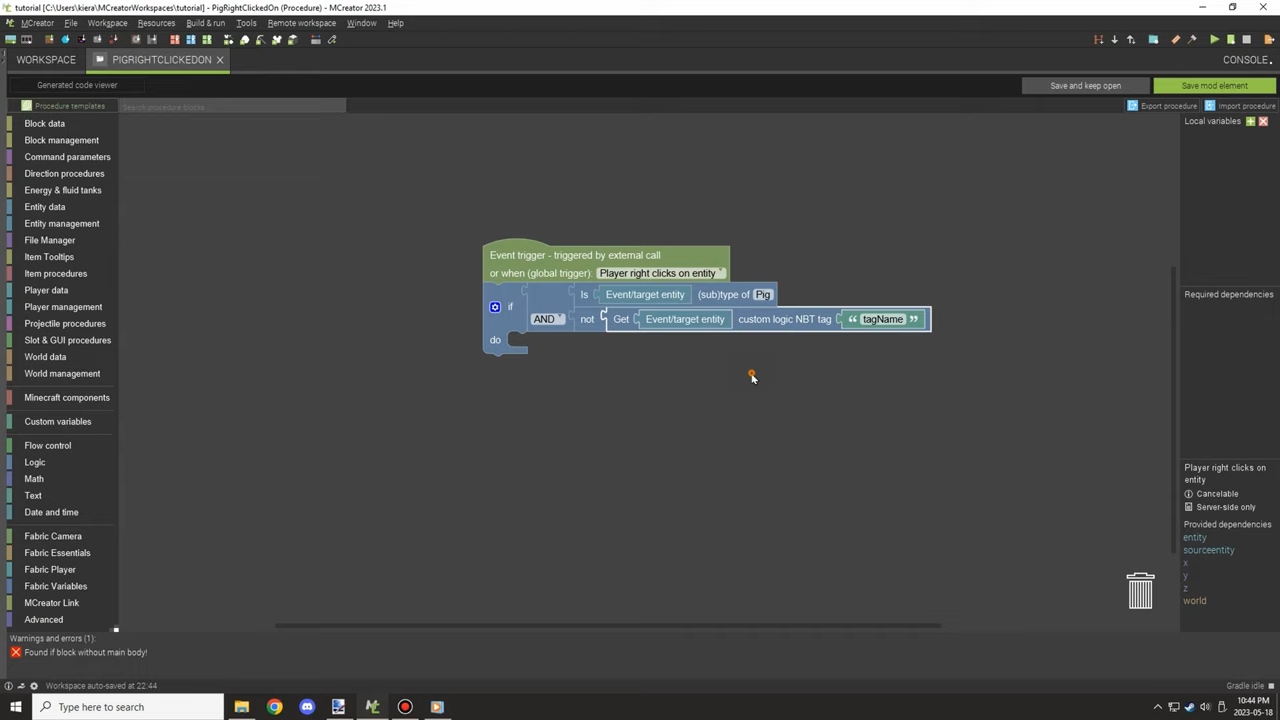 tutorial [C:\Users\kiera\MCreatorWorkspaces\tutorial] - PigRightClickedOn (Procedure) - MCreator 2023.1
MCreator File Workspace Resources Build & run Tools Remote workspace Window Help
WORKSPACE PIGRIGHTCLICKEDON CONSOLE
Generated code viewer Save and keep open Save mod element
Procedure templates Search procedure blocks... Export procedure Import procedure
Block data
Block management
Command parameters
Direction procedures
Energy & fluid tanks
Entity data
Entity management
File Manager
Item Tooltips
Item procedures
Player data
Player management
Projectile procedures
Slot & GUI procedures
World data
World management
Minecraft components
Custom variables
Flow control
Logic
Math
Text
Date and time
Fabric Camera
Fabric Essentials
Fabric Player
Fabric Variables
MCreator Link
Advanced
Event trigger - triggered by external call
or when (global trigger): Player right clicks on entity
if Is Event/target entity (sub)type of Pig
AND not Get Event/target entity custom logic NBT tag “ tagName ”
do
Local variables
Required dependencies
Player right clicks on
entity
Cancelable
Server-side only
Provided dependencies
entity
sourceentity
x
y
z
world
Warnings and errors (1):
Found if block without main body!
Workspace auto-saved at 22:44 Gradle idle
Type here to search
10:44 PM
2023-05-18